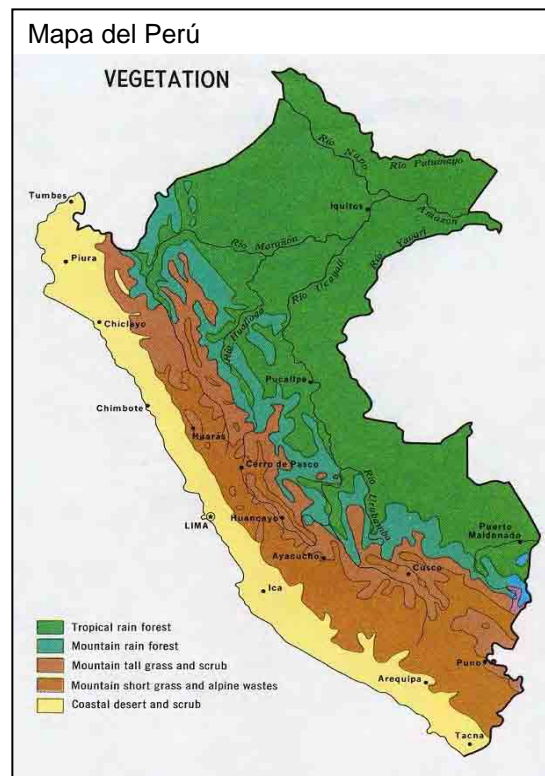 Mapa del Perú
VEGETATION
Río Napo
Río Putumayo
Tumbes
Iquitos
Amazon
Río Marañón
Río Yavarí
Piura
Río Ucayali
Chiclayo
Río Huallaga
Pucallpa
Chimbote
Huarás
Cerro de Pasco
Río Urubamba
LIMA
Huancayo
Puerto
Maldonado
Ayacucho
Cusco
Ica
Tropical rain forest
Mountain rain forest
Mountain tall grass and scrub
Puno
Mountain short grass and alpine wastes
Arequipa
Coastal desert and scrub
Tacna